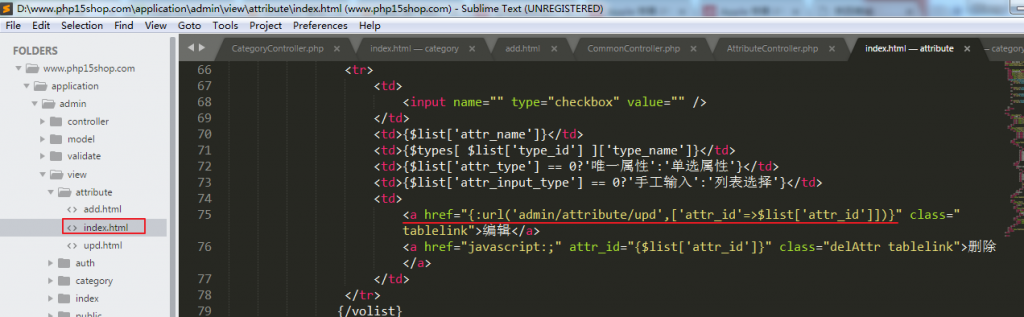 D:\www.php15shop.com\application\admin\view\attribute\index.html (www.php15shop.com) - Sublime Text (UNREGISTERED)
File Edit Selection Find View Goto Tools Project Preferences Help
FOLDERS
www.php15shop.com
application
admin
controller
model
validate
view
attribute
add.html
index.html
upd.html
auth
category
index
public
CategoryController.php × index.html — category × add.html × CommonController.php × AttributeController.php × index.html — attribute × — categor
66 <tr>
67 <td>
68 <input name="" type="checkbox" value="" />
69 </td>
70 <td>{$list['attr_name']}</td>
71 <td>{$types[ $list['type_id'] ]['type_name']}</td>
72 <td>{$list['attr_type'] == 0?'唯一属性':'单选属性'}</td>
73 <td>{$list['attr_input_type'] == 0?'手工输入':'列表选择'}</td>
74 <td>
75 <a href="{:url('admin/attribute/upd',['attr_id'=>$list['attr_id']])}" class="
tablelink">编辑</a>
76 <a href="javascript:;" attr_id="{$list['attr_id']}" class="delAttr tablelink">删除
</a>
77 </td>
78 </tr>
79 {/volist}